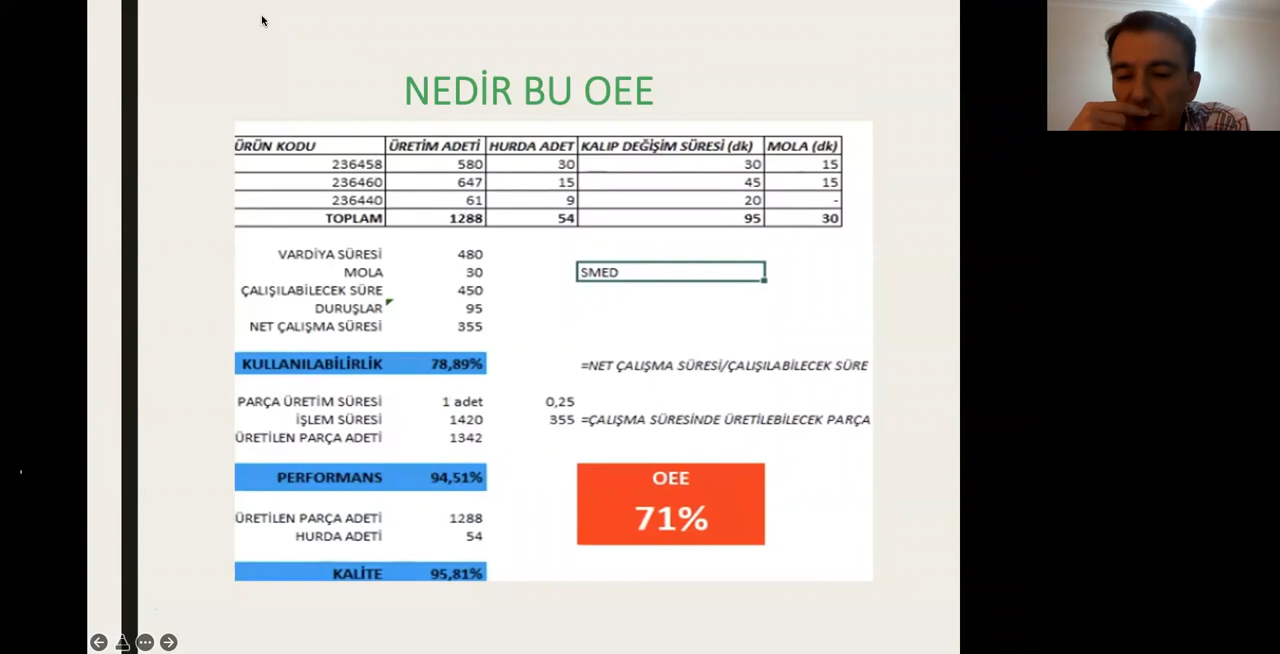 NEDİR BU OEE
ÜRÜN KODU ÜRETİM ADETİ HURDA ADET KALIP DEĞİŞİM SÜRESİ (dk) MOLA (dk)
236458 580 30 30 15
236460 647 15 45 15
236440 61 9 20 -
TOPLAM 1288 54 95 30
VARDİYA SÜRESİ 480
MOLA 30 SMED
ÇALIŞILABİLECEK SÜRE 450
DURUŞLAR 95
NET ÇALIŞMA SÜRESİ 355
KULLANILABİLİRLİK 78,89% =NET ÇALIŞMA SÜRESİ/ÇALIŞILABİLECEK SÜRE
PARÇA ÜRETİM SÜRESİ 1 adet 0,25
İŞLEM SÜRESİ 1420 355 =ÇALIŞMA SÜRESİNDE ÜRETİLEBİLECEK PARÇA
ÜRETİLEN PARÇA ADETİ 1342
PERFORMANS 94,51% OEE
71%
ÜRETİLEN PARÇA ADETİ 1288
HURDA ADETİ 54
KALİTE 95,81%